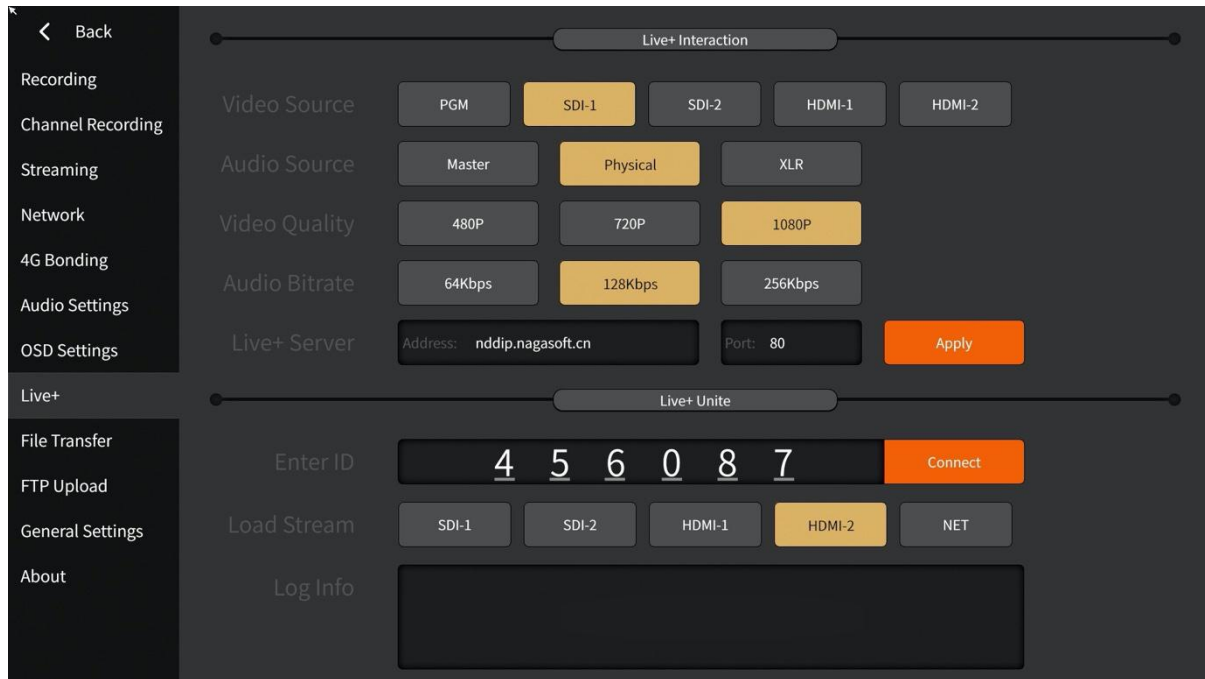 Back
Recording
Channel Recording
Streaming
Network
4G Bonding
Audio Settings
OSD Settings
Live+
File Transfer
FTP Upload
General Settings
About
Live+ Interaction
Video Source PGM SDI-1 SDI-2 HDMI-1 HDMI-2
Audio Source Master Physical XLR
Video Quality 480P 720P 1080P
Audio Bitrate 64Kbps 128Kbps 256Kbps
Live+ Server Address: nddip.nagasoft.cn Port: 80 Apply
Live+ Unite
Enter ID 4 5 6 0 8 7 Connect
Load Stream SDI-1 SDI-2 HDMI-1 HDMI-2 NET
Log Info